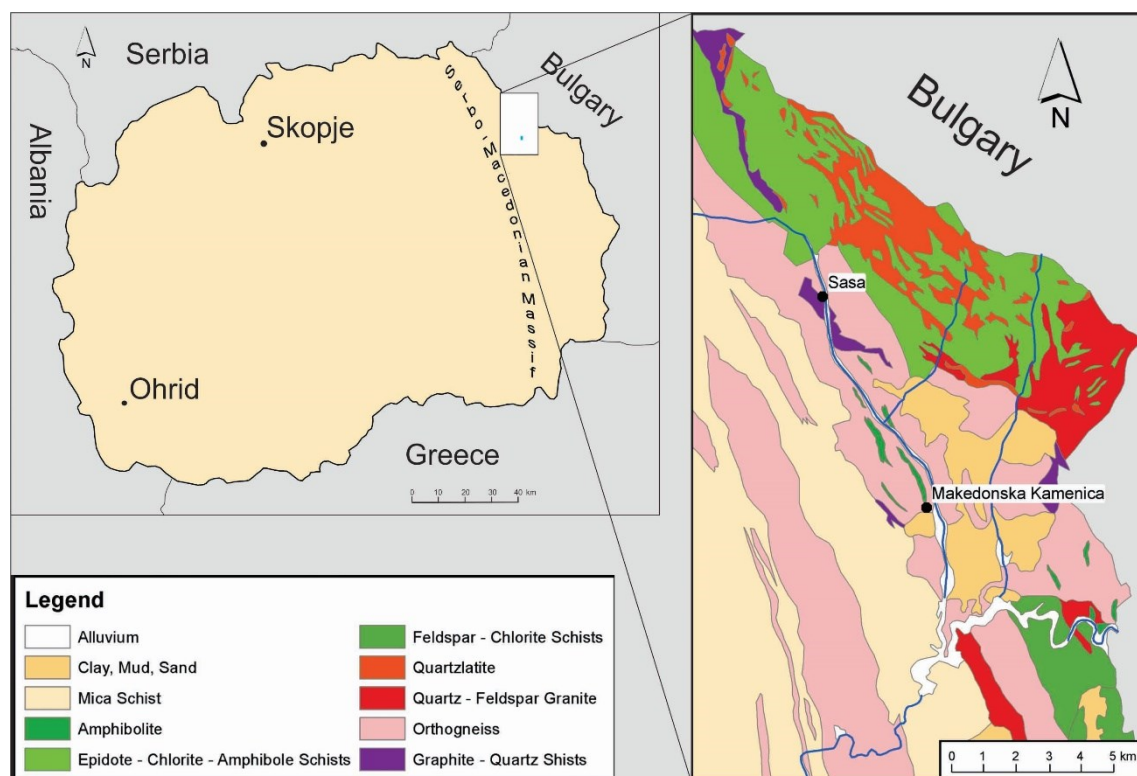 Serbia
N
Bulgary
Albania
Skopje
Serbo-Macedonian Massif
Ohrid
Greece
0 10 20 30 40 km
Bulgary
N
Sasa
Makedonska Kamenica
0 1 2 3 4 5 km
Legend
Alluvium
Clay, Mud, Sand
Mica Schist
Amphibolite
Epidote - Chlorite - Amphibole Schists
Feldspar - Chlorite Schists
Quartzlatite
Quartz - Feldspar Granite
Orthogneiss
Graphite - Quartz Shists